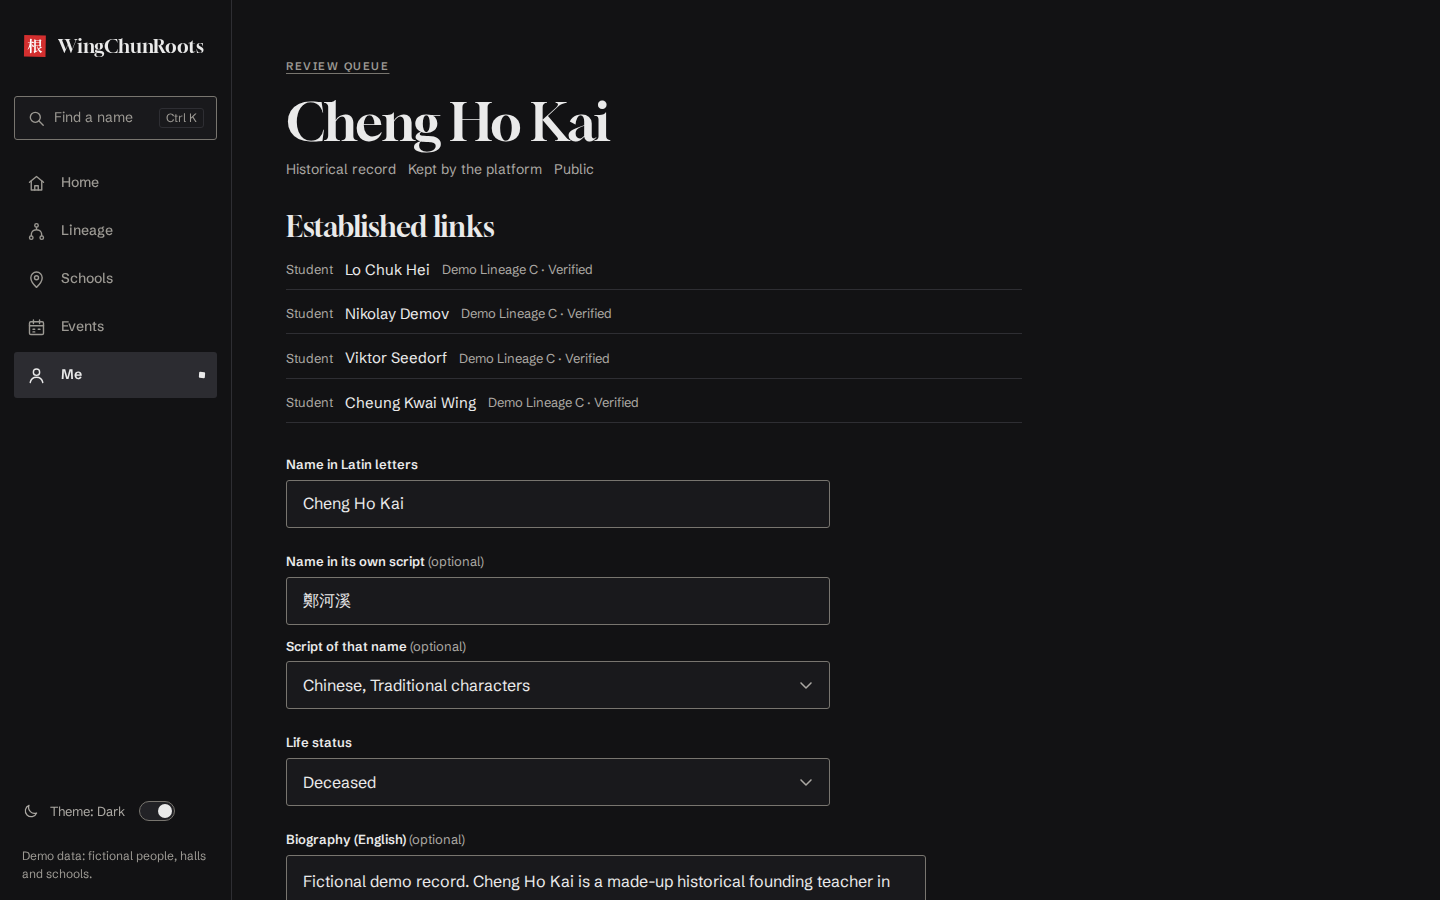 根 WingChunRoots
Find a name Ctrl K
Home
Lineage
Schools
Events
Me
Theme: Dark
Demo data: fictional people, halls
and schools.
REVIEW QUEUE
Cheng Ho Kai
Historical record Kept by the platform Public
Established links
Student Lo Chuk Hei Demo Lineage C · Verified
Student Nikolay Demov Demo Lineage C · Verified
Student Viktor Seedorf Demo Lineage C · Verified
Student Cheung Kwai Wing Demo Lineage C · Verified
Name in Latin letters
Cheng Ho Kai
Name in its own script (optional)
鄭河溪
Script of that name (optional)
Chinese, Traditional characters
Life status
Deceased
Biography (English) (optional)
Fictional demo record. Cheng Ho Kai is a made-up historical founding teacher in